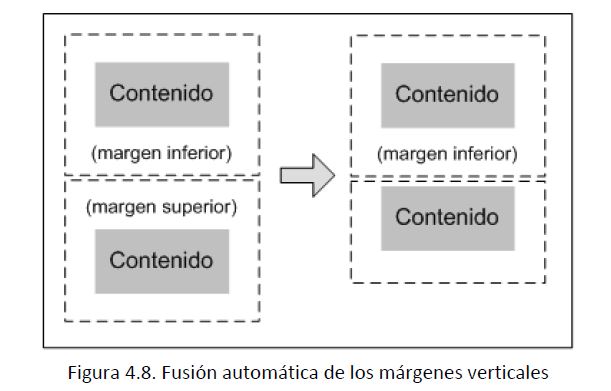 Contenido
(margen inferior)
(margen superior)
Contenido
Contenido
(margen inferior)
Contenido
Figura 4.8. Fusión automática de los márgenes verticales